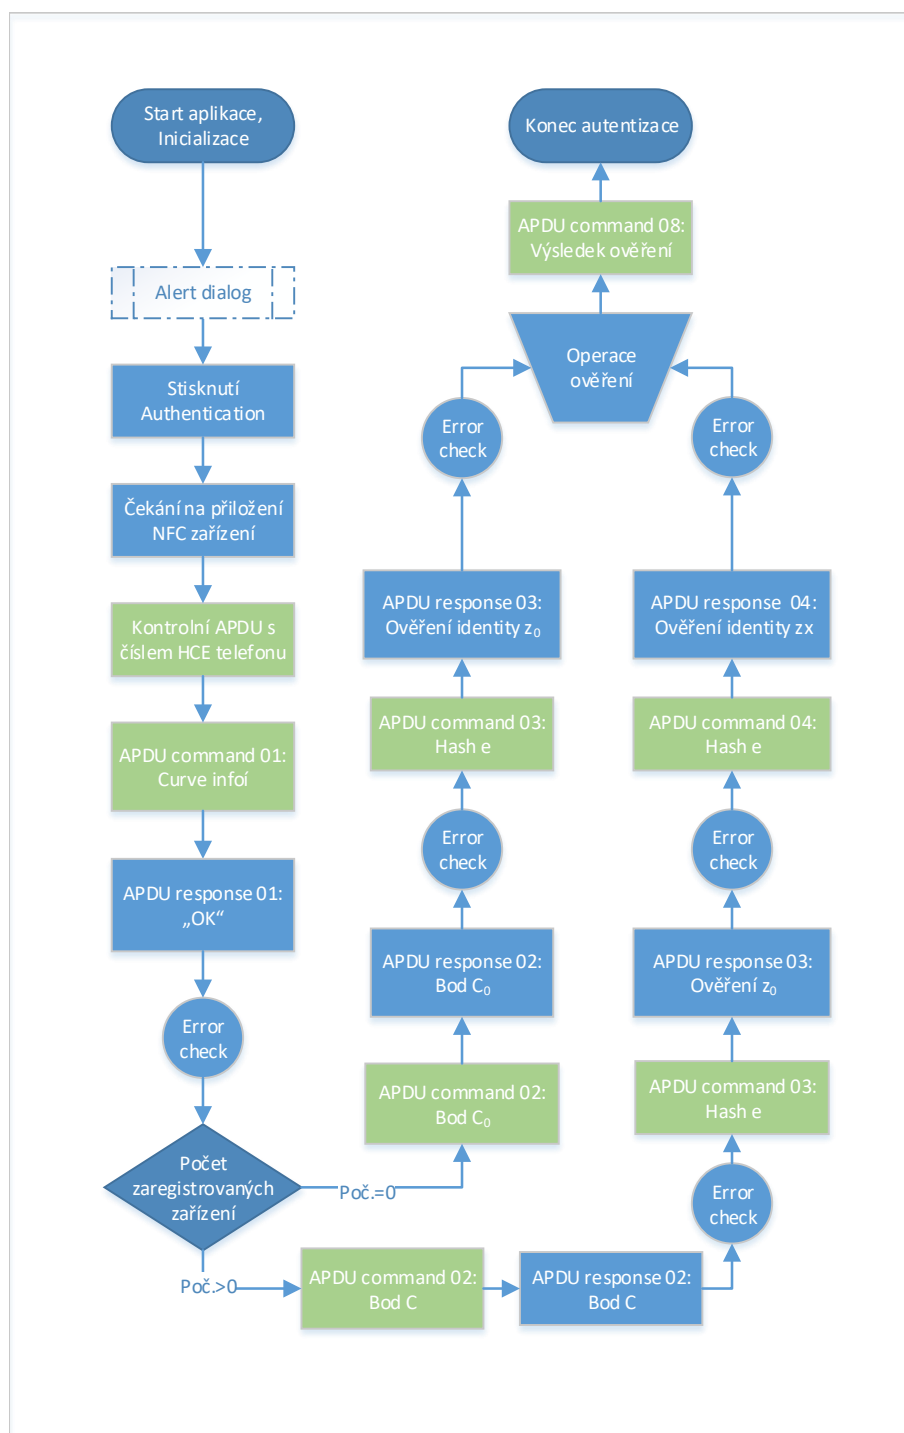 Start aplikace,
Inicializace
Alert dialog
Stisknutí
Authentication
Čekání na přiložení
NFC zařízení
Kontrolní APDU s
číslem HCE telefonu
APDU command 01:
Curve infoí
APDU response 01:
„OK“
Error
check
Počet
zaregistrovaných
zařízení
Poč.=0
Poč.>0
APDU command 02:
Bod C₀
APDU response 02:
Bod C₀
Error
check
APDU command 03:
Hash e
APDU response 03:
Ověření identity z₀
Error
check
APDU command 02:
Bod C
APDU response 02:
Bod C
Error
check
APDU command 03:
Hash e
APDU response 03:
Ověření z₀
Error
check
APDU command 04:
Hash e
APDU response 04:
Ověření identity zx
Error
check
Operace
ověření
APDU command 08:
Výsledek ověření
Konec autentizace